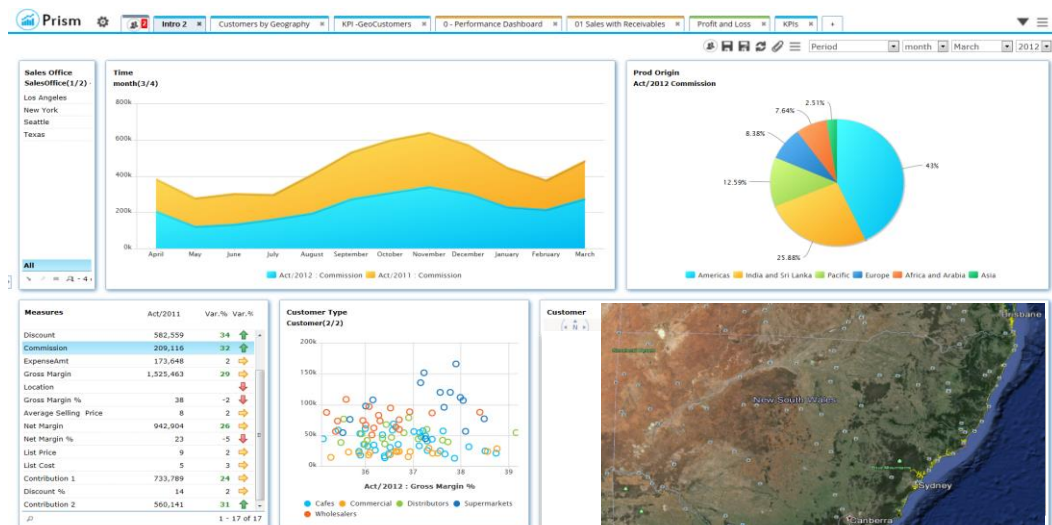 Prism
2
Intro 2
Customers by Geography
KPI -GeoCustomers
0 - Performance Dashboard
01 Sales with Receivables
Profit and Loss
KPIs
+
Period month March 2012
Sales Office
SalesOffice(1/2) -
Los Angeles
New York
Seattle
Texas
All
Time
month(3/4)
800k
600k
400k
200k
0k
April May June July August September October November December January February March
Act/2012 : Commission Act/2011 : Commission
Prod Origin
Act/2012 Commission
2.51%
7.64%
8.38%
12.59%
25.88%
43%
Americas India and Sri Lanka Pacific Europe Africa and Arabia Asia
Measures Act/2011 Var.% Var.%
Discount 582,559 34
Commission 209,116 32
ExpenseAmt 173,648 2
Gross Margin 1,525,463 29
Location
Gross Margin % 38 -2
Average Selling Price 8 2
Net Margin 942,904 26
Net Margin % 23 -5
List Price 9 2
List Cost 5 3
Contribution 1 733,789 24
Discount % 14 2
Contribution 2 560,141 31
1 - 17 of 17
Customer Type
Customer(2/2)
200k
150k
100k
50k
0k
36 37 38 39
Act/2012 : Gross Margin %
Cafes Commercial Distributors Supermarkets
Wholesalers
Customer
N
Brisbane
New South Wales
Sydney
Canberra